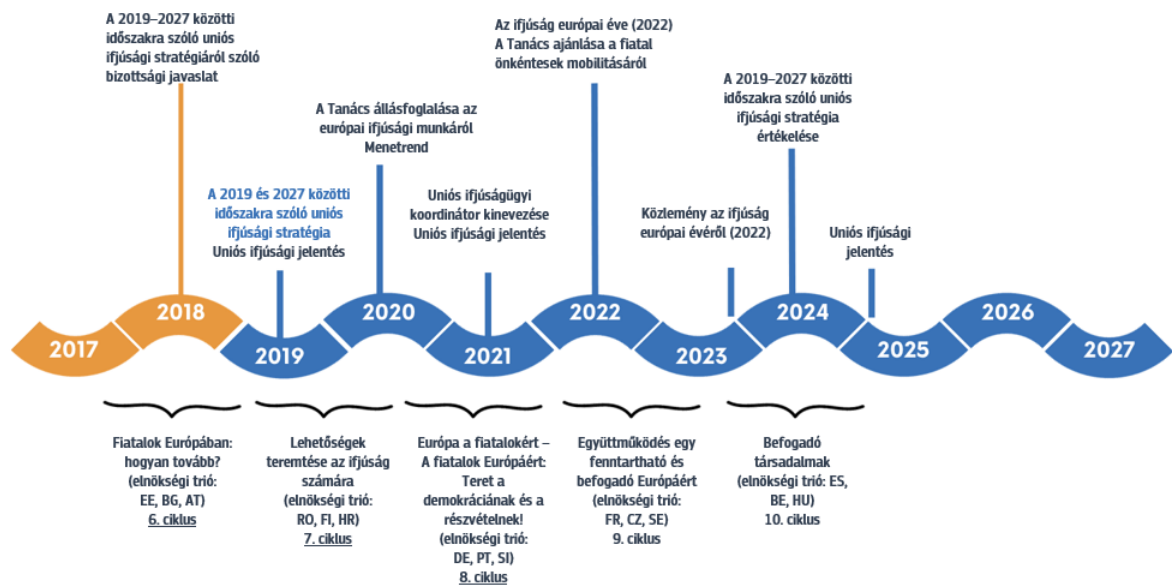 A 2019–2027 közötti
időszakra szóló uniós
ifjúsági stratégiáról szóló
bizottsági javaslat
A 2019 és 2027 közötti
időszakra szóló uniós
ifjúsági stratégia
Uniós ifjúsági jelentés
A Tanács állásfoglalása az
európai ifjúsági munkáról
Menetrend
Uniós ifjúságügyi
koordinátor kinevezése
Uniós ifjúsági jelentés
Az ifjúság európai éve (2022)
A Tanács ajánlása a fiatal
önkéntesek mobilitásáról
Közlemény az ifjúság
európai évéről (2022)
A 2019–2027 közötti
időszakra szóló uniós
ifjúsági stratégia
értékelése
Uniós ifjúsági
jelentés
2017
2018
2019
2020
2021
2022
2023
2024
2025
2026
2027
Fiatalok Európában:
hogyan tovább?
(elnökségi trió:
EE, BG, AT)
6. ciklus
Lehetőségek
teremtése az ifjúság
számára
(elnökségi trió:
RO, FI, HR)
7. ciklus
Európa a fiatalokért –
A fiatalok Európáért:
Teret a
demokráciának és a
részvételnek!
(elnökségi trió:
DE, PT, SI)
8. ciklus
Együttműködés egy
fenntartható és
befogadó Európáért
(elnökségi trió:
FR, CZ, SE)
9. ciklus
Befogadó
társadalmak
(elnökségi trió: ES,
BE, HU)
10. ciklus